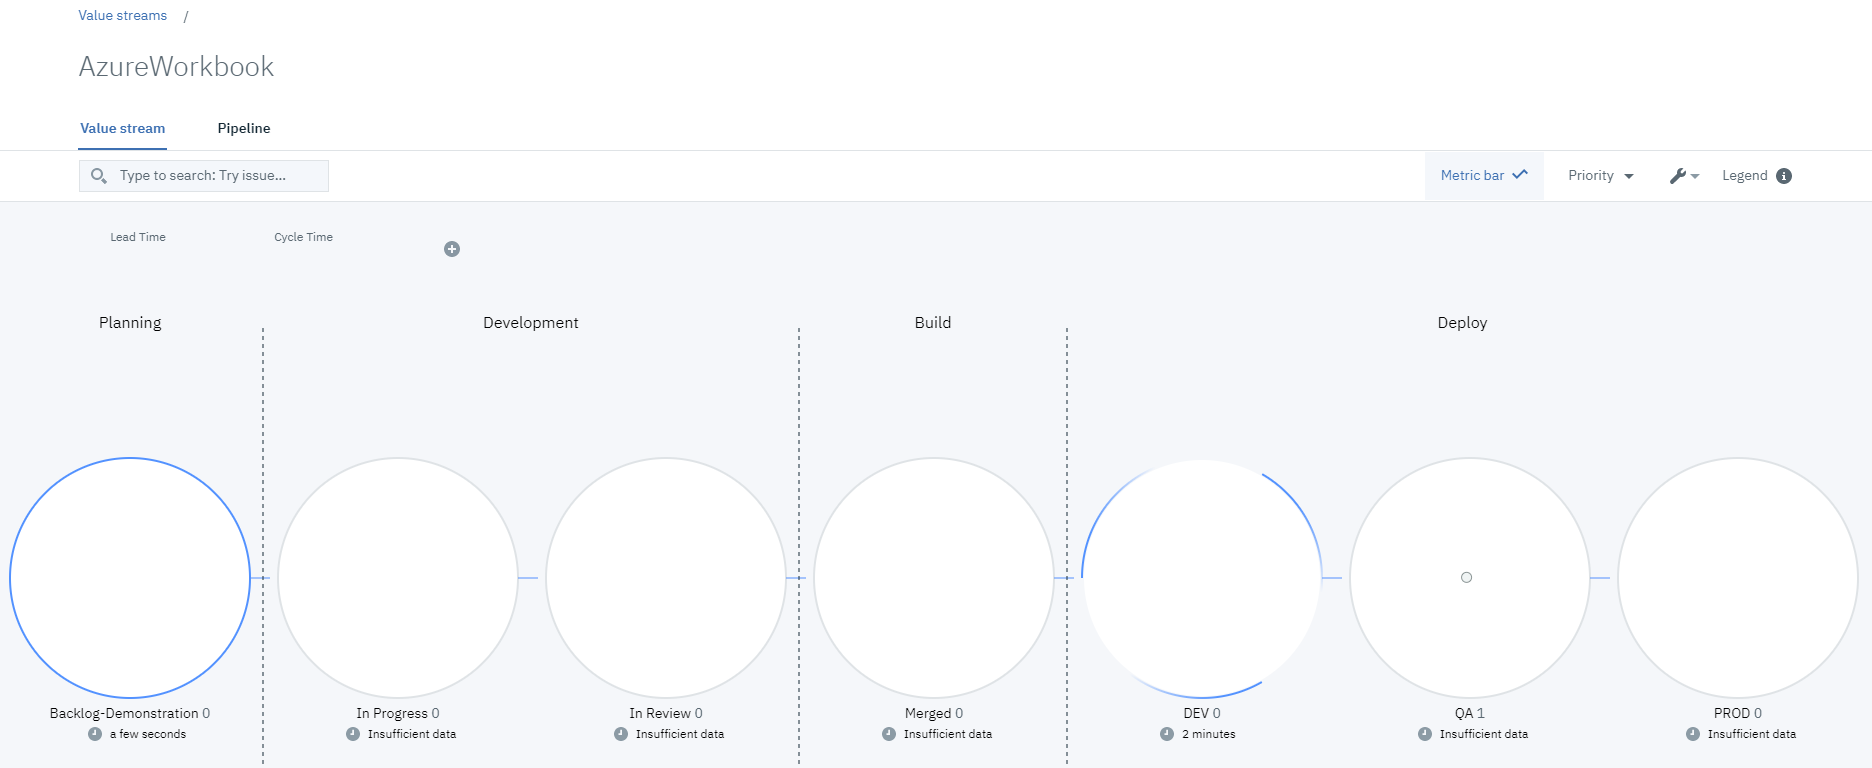 Value streams /
AzureWorkbook
Value stream Pipeline
Type to search: Try issue... Metric bar Priority Legend
Lead Time Cycle Time
Planning Development Build Deploy
Backlog-Demonstration 0 In Progress 0 In Review 0 Merged 0 DEV 0 QA 1 PROD 0
a few seconds Insufficient data Insufficient data Insufficient data 2 minutes Insufficient data Insufficient data